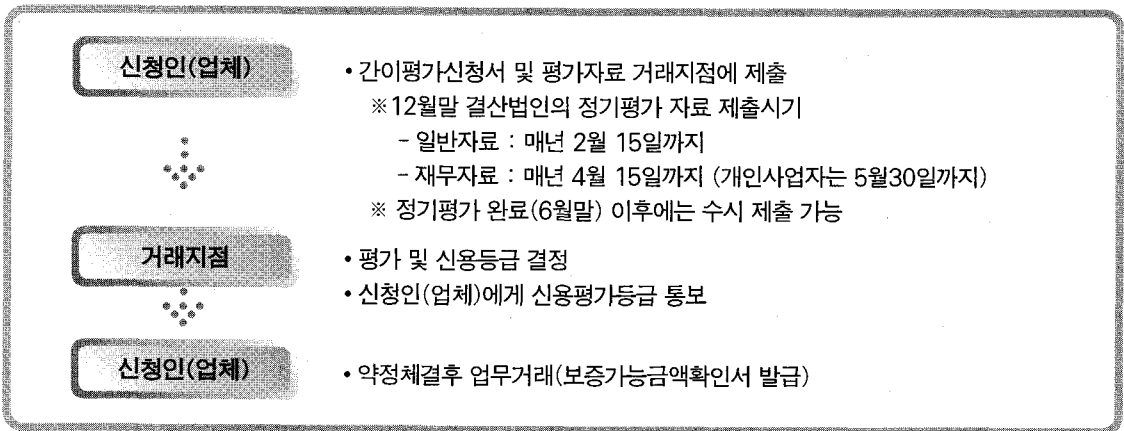 신청인(업체)
• 간이평가신청서 및 평가자료 거래지점에 제출
※12월말 결산법인의 정기평가 자료 제출시기
- 일반자료 : 매년 2월 15일까지
- 재무자료 : 매년 4월 15일까지 (개인사업자는 5월30일까지)
※ 정기평가 완료(6월말) 이후에는 수시 제출 가능
거래지점
• 평가 및 신용등급 결정
• 신청인(업체)에게 신용평가등급 통보
신청인(업체)
• 약정체결후 업무거래(보증가능금액확인서 발급)